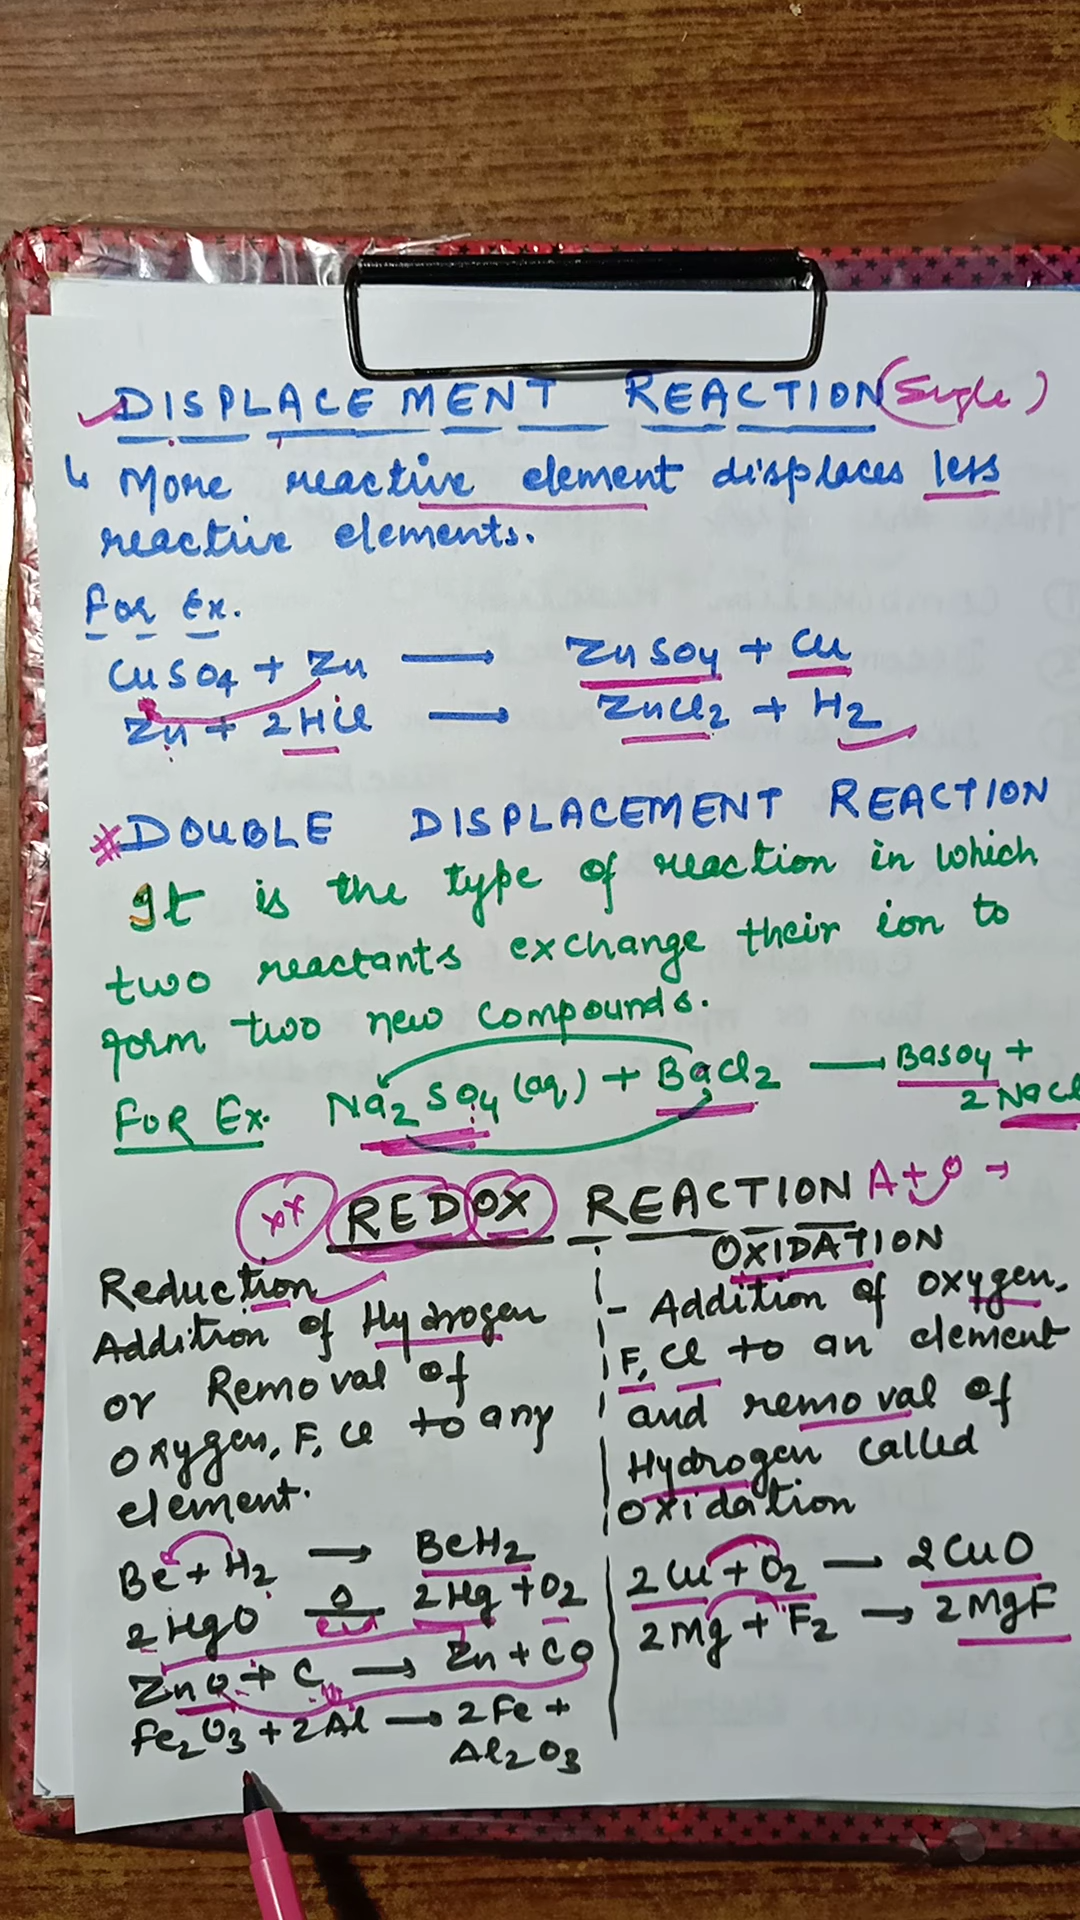 DISPLACEMENT REACTION (Single)
↳ More reactive element displaces less
reactive elements.
For Ex.
CuSO4 + Zn ⟶ ZnSO4 + Cu
Zn + 2HCl ⟶ ZnCl2 + H2
* DOUBLE DISPLACEMENT REACTION
It is the type of reaction in which
two reactants exchange their ion to
form two new compounds.
FOR Ex. Na2SO4 (aq) + BaCl2 ⟶ BaSO4 +
2NaCl
xx REDOX REACTION A+O→
Reduction
Addition of Hydrogen
or Removal of
oxygen, F, Cl to any
element.
Be + H2 ⟶ BeH2
2HgO Δ⟶ 2Hg + O2
ZnO + C ⟶ Zn + CO
Fe2O3 + 2Al ⟶ 2Fe +
Al2O3
OXIDATION
- Addition of oxygen,
F, Cl to an element
and removal of
Hydrogen called
oxidation
2Cu + O2 ⟶ 2CuO
2Mg + F2 ⟶ 2MgF